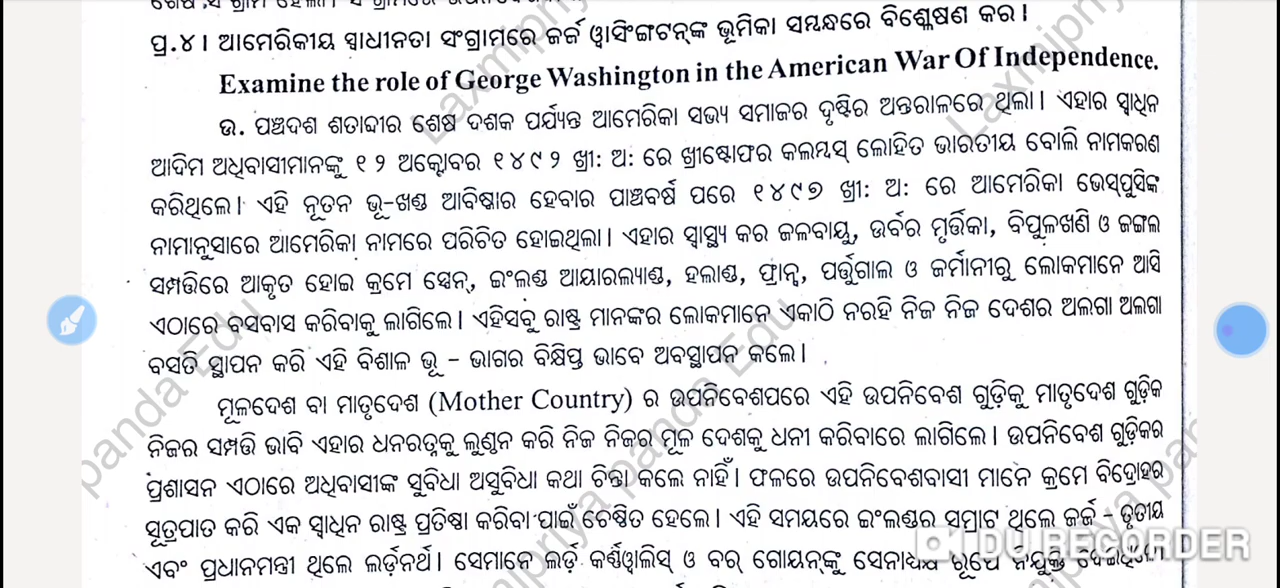 ପ୍ର.୪। ଆମେରିକୀୟ ସ୍ୱାଧୀନତା ସଂଗ୍ରାମରେ ଜର୍ଜ ୱାସିଂଗଟନ୍‌ଙ୍କ ଭୂମିକା ସମ୍ବନ୍ଧରେ ବିଶ୍ଳେଷଣ କର।
Examine the role of George Washington in the American War Of Independence.
ଉ. ପଞ୍ଚଦଶ ଶତାବ୍ଦୀର ଶେଷ ଦଶକ ପର୍ଯ୍ୟନ୍ତ ଆମେରିକା ସଭ୍ୟ ସମାଜର ଦୃଷ୍ଟିର ଅନ୍ତରାଳରେ ଥିଲା। ଏହାର ସ୍ୱାଧିନ
ଆଦିମ ଅଧିବାସୀମାନଙ୍କୁ ୧୨ ଅକ୍ଟୋବର ୧୪୯୨ ଖ୍ରୀ: ଅ: ରେ ଖ୍ରୀଷ୍ଟୋଫର କଲମ୍ବସ୍ ଲୋହିତ ଭାରତୀୟ ବୋଲି ନାମକରଣ
କରିଥିଲେ। ଏହି ନୂତନ ଭୂ-ଖଣ୍ଡ ଆବିଷ୍କାର ହେବାର ପାଞ୍ଚବର୍ଷ ପରେ ୧୪୯୭ ଖ୍ରୀ: ଅ: ରେ ଆମେରିକା ଭେସ୍‌ପୁସିଙ୍କ
ନାମାନୁସାରେ ଆମେରିକା ନାମରେ ପରିଚିତ ହୋଇଥିଲା। ଏହାର ସ୍ୱାସ୍ଥ୍ୟ କର ଜଳବାୟୁ, ଉର୍ବର ମୃର୍ତ୍ତିକା, ବିପୁଳଖଣି ଓ ଜଙ୍ଗଲ
ସମ୍ପତ୍ତିରେ ଆକୃତ ହୋଇ କ୍ରମେ ସ୍ପେନ୍, ଇଂଲଣ୍ଡ ଆୟାରଲ୍ୟାଣ୍ଡ, ହଲାଣ୍ଡ, ଫ୍ରାନ୍ସ, ପର୍ତ୍ତୁଗାଲ ଓ ଜର୍ମାନୀରୁ ଲୋକମାନେ ଆସି
ଏଠାରେ ବସବାସ କରିବାକୁ ଲାଗିଲେ। ଏହିସବୁ ରାଷ୍ଟ୍ର ମାନଙ୍କର ଲୋକମାନେ ଏକାଠି ନରହି ନିଜ ନିଜ ଦେଶର ଅଲଗା ଅଲଗା
ବସତି ସ୍ଥାପନ କରି ଏହି ବିଶାଳ ଭୂ - ଭାଗର ବିକ୍ଷିପ୍ତ ଭାବେ ଅବସ୍ଥାପନ କଲେ।
ମୂଳଦେଶ ବା ମାତୃଦେଶ (Mother Country) ର ଉପନିବେଶପରେ ଏହି ଉପନିବେଶ ଗୁଡ଼ିକୁ ମାତୃଦେଶ ଗୁଡ଼ିକ
ନିଜର ସମ୍ପତ୍ତି ଭାବି ଏହାର ଧନରତ୍ନକୁ ଲୁଣ୍ଠନ କରି ନିଜ ନିଜର ମୂଳ ଦେଶକୁ ଧନୀ କରିବାରେ ଲାଗିଲେ। ଉପନିବେଶ ଗୁଡ଼ିକର
ପ୍ରଶାସନ ଏଠାରେ ଅଧିବାସୀଙ୍କ ସୁବିଧା ଅସୁବିଧା କଥା ଚିନ୍ତା କଲେ ନାହିଁ। ଫଳରେ ଉପନିବେଶବାସୀ ମାନେ କ୍ରମେ ବିଦ୍ରୋହର
ସୂତ୍ରପାତ କରି ଏକ ସ୍ୱାଧିନ ରାଷ୍ଟ୍ର ପ୍ରତିଷ୍ଠା କରିବା ପାଇଁ ଚେଷ୍ଟିତ ହେଲେ। ଏହି ସମୟରେ ଇଂଲଣ୍ଡର ସମ୍ରାଟ ଥିଲେ ଜର୍ଜ - ତୃତୀୟ
ଏବଂ ପ୍ରଧାନମନ୍ତ୍ରୀ ଥିଲେ ଲର୍ଡ଼ନର୍ଥ। ସେମାନେ ଲର୍ଡ଼ କର୍ଣ୍ଣୱାଲିସ୍ ଓ ବର୍ ଗୋୟନ୍‌ଙ୍କୁ ସେନାଧ୍ୟକ୍ଷ ରୂପେ
DU RECORDER